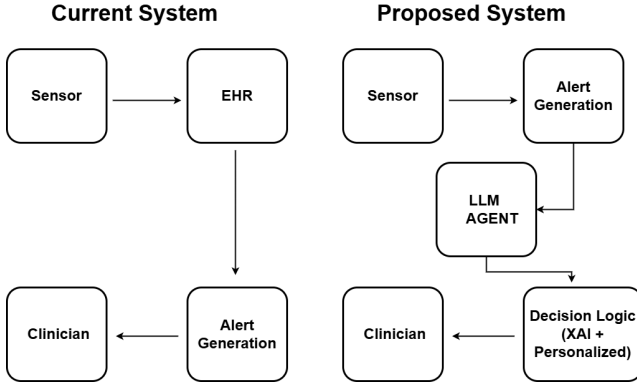 Current System
Proposed System
Sensor
EHR
Clinician
Alert
Generation
Sensor
Alert
Generation
LLM
AGENT
Clinician
Decision Logic
(XAI +
Personalized)